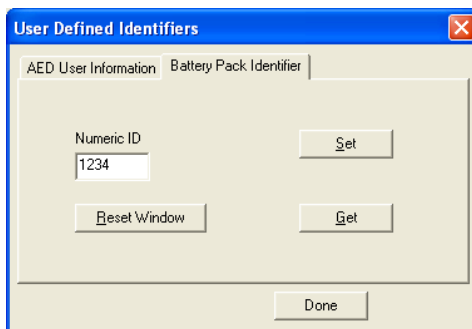 User Defined Identifiers
AED User Information
Battery Pack Identifier
Numeric ID
1234
Set
Reset Window
Get
Done